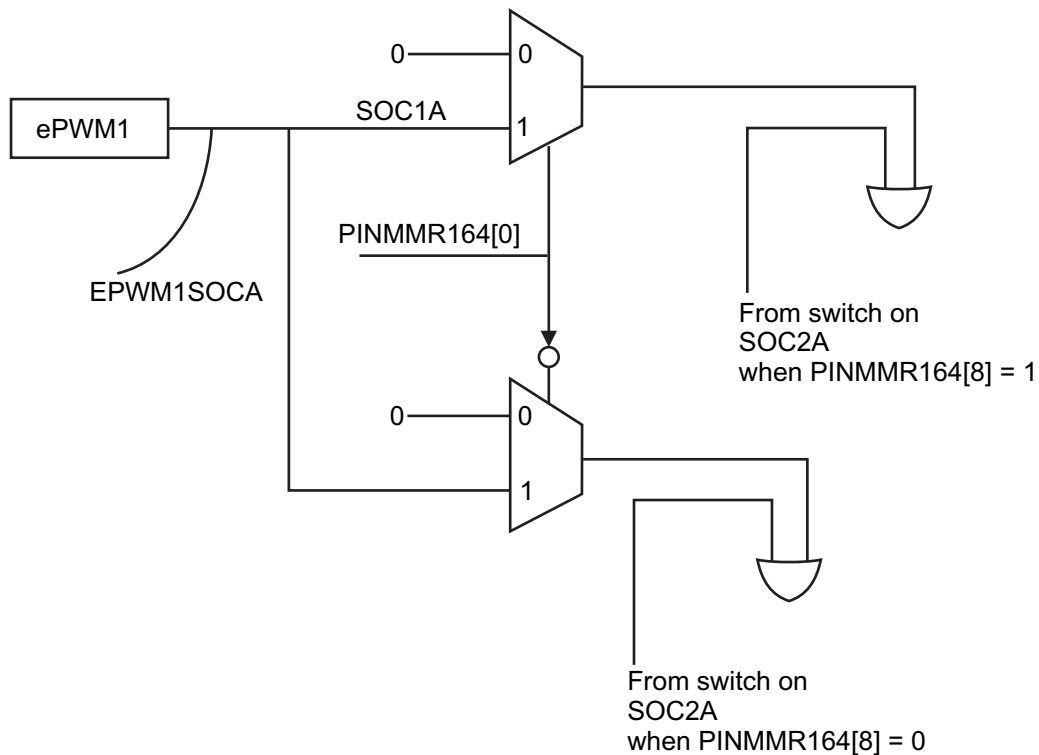 0
0
SOC1A
ePWM1
1
PINMMR164[0]
EPWM1SOCA
From switch on
SOC2A
when PINMMR164[8] = 1
0
0
1
From switch on
SOC2A
when PINMMR164[8] = 0